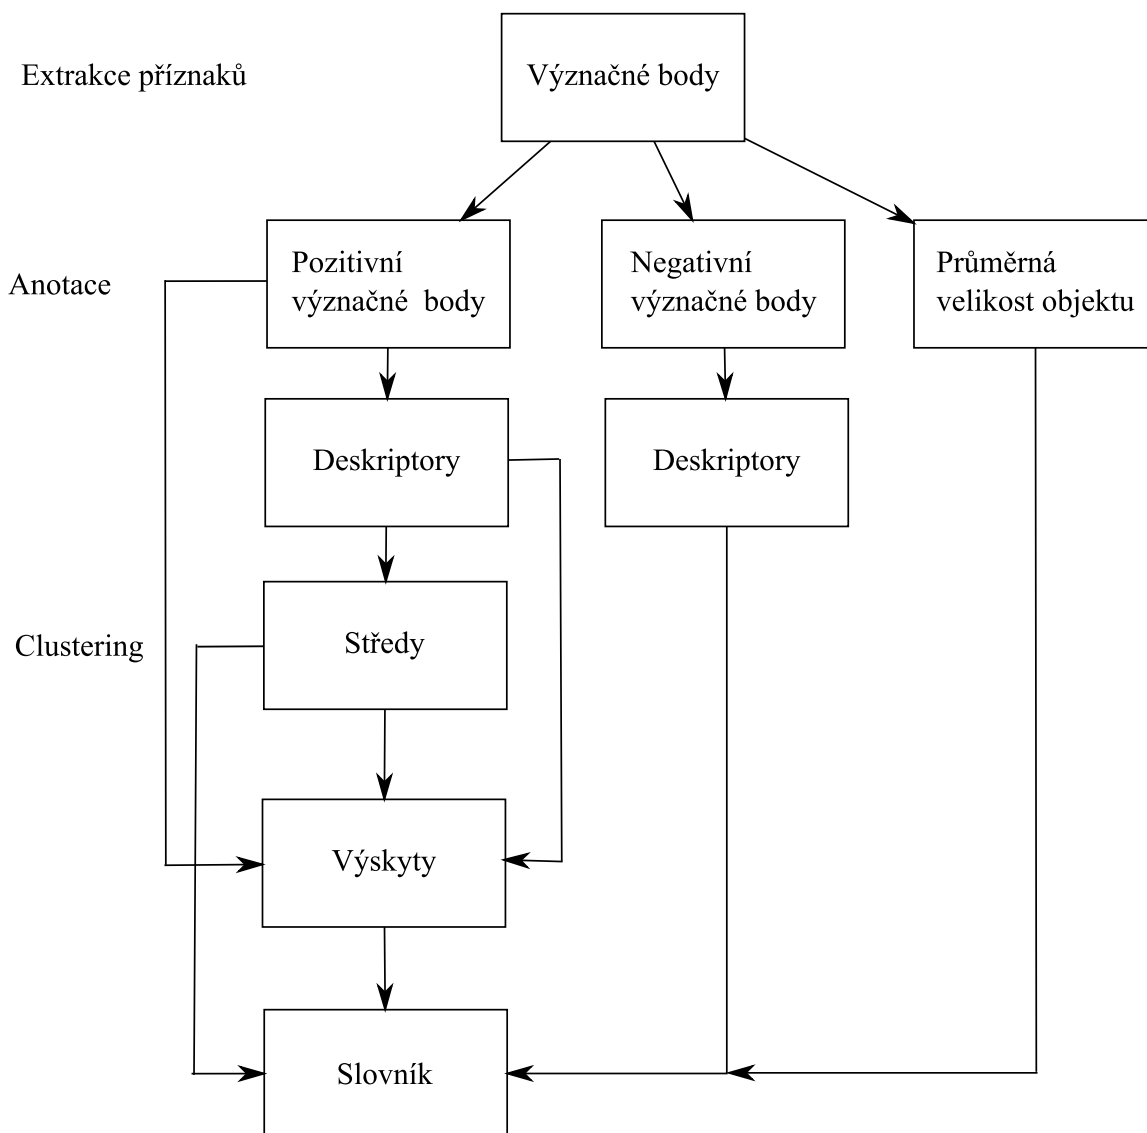 Extrakce příznaků
Význačné body
Anotace
Pozitivní
význačné body
Negativní
význačné body
Průměrná
velikost objektu
Deskriptory
Deskriptory
Clustering
Středy
Výskyty
Slovník